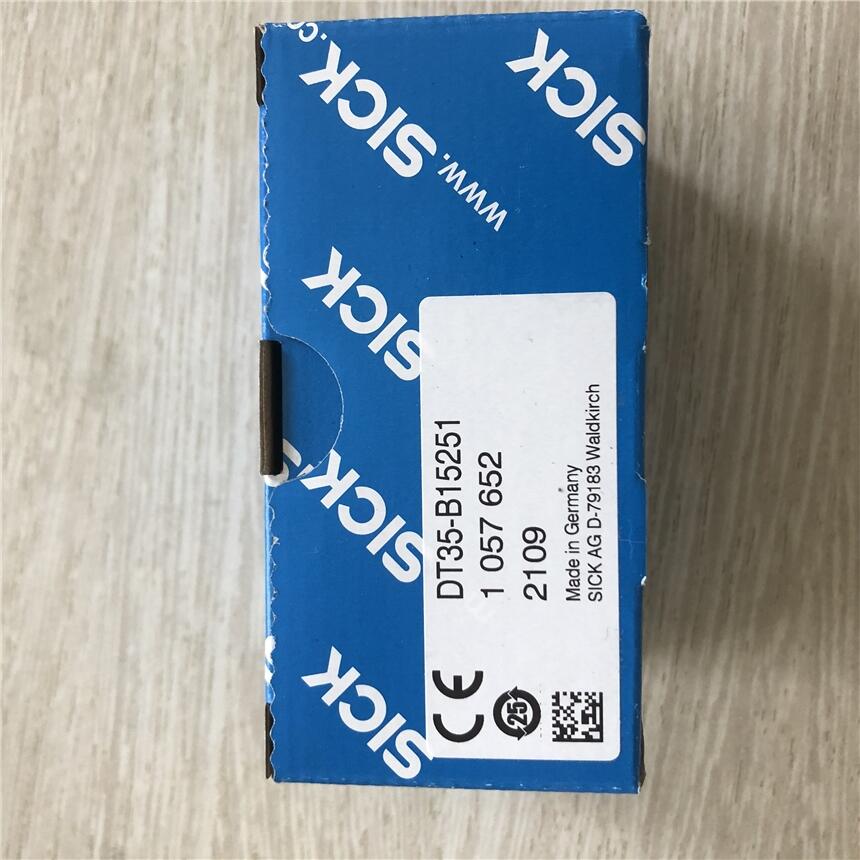 SICK
www.SICK.c
SICK
SICK
SICK
DT35-B15251
1 057 652
2109
Made in Germany
SICK AG D-79183 Waldkirch
CE
25